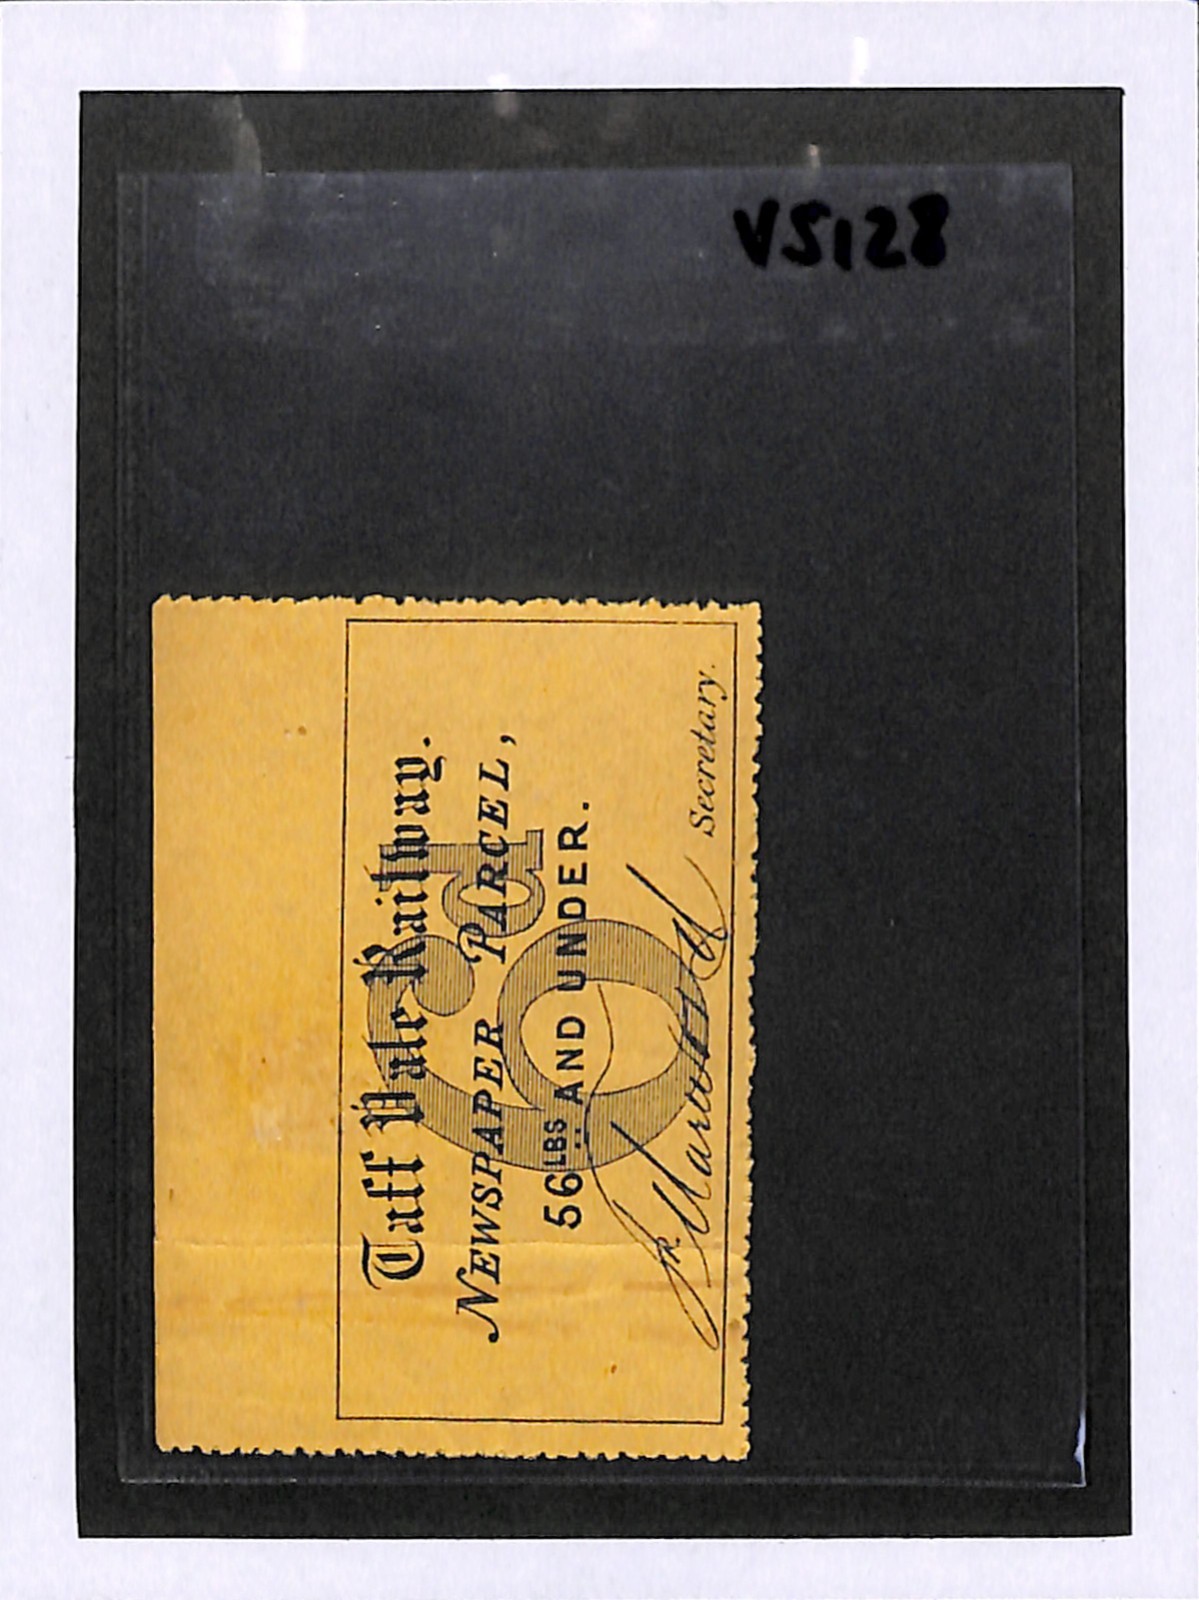 VS128
Taff Vale Railway.
NEWSPAPER PARCEL,
56 LBS AND UNDER.
6d
Secretary.